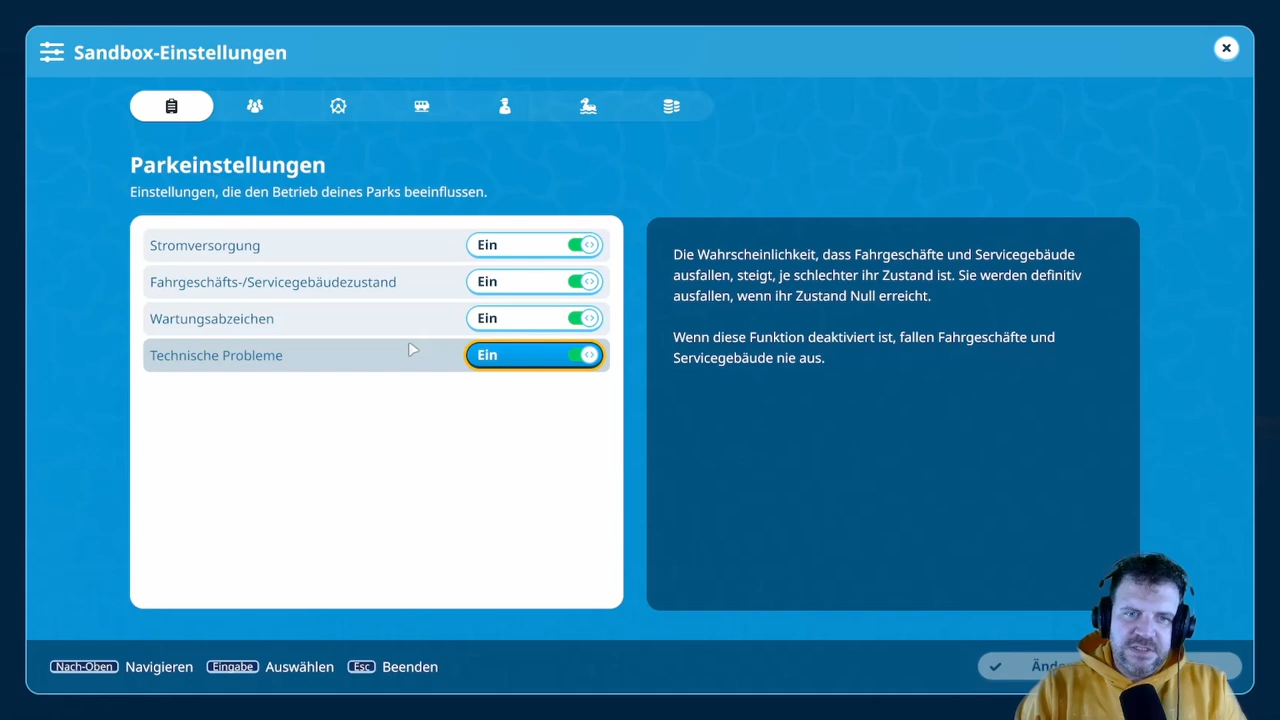 Sandbox-Einstellungen
Parkeinstellungen
Einstellungen, die den Betrieb deines Parks beeinflussen.
Stromversorgung Ein
Fahrgeschäfts-/Servicegebäudezustand Ein
Wartungsabzeichen Ein
Technische Probleme Ein
Die Wahrscheinlichkeit, dass Fahrgeschäfte und Servicegebäude
ausfallen, steigt, je schlechter ihr Zustand ist. Sie werden definitiv
ausfallen, wenn ihr Zustand Null erreicht.
Wenn diese Funktion deaktiviert ist, fallen Fahrgeschäfte und
Servicegebäude nie aus.
Nach-Oben Navigieren Eingabe Auswählen Esc Beenden